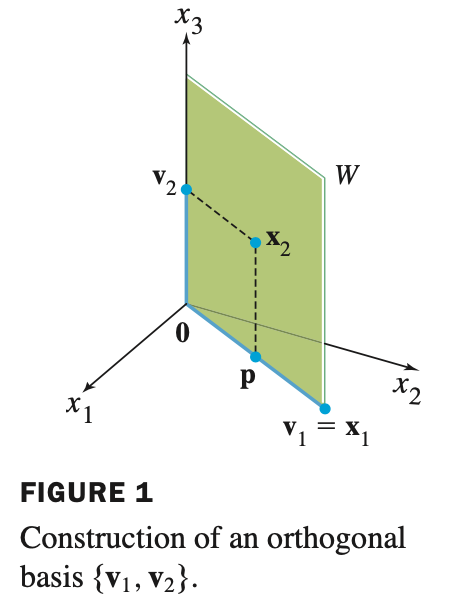 x3
W
v2
x2
0
p
x1
x2
v1 = x1
FIGURE 1
Construction of an orthogonal
basis {v1, v2}.